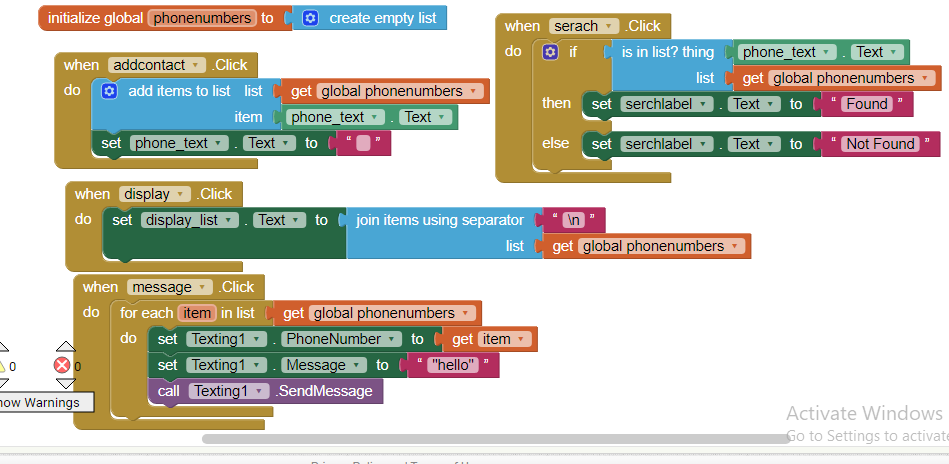 initialize global phonenumbers to create empty list
when addcontact .Click
do add items to list list get global phonenumbers
item phone_text . Text
set phone_text . Text to “ ”
when serach .Click
do if is in list? thing phone_text . Text
list get global phonenumbers
then set serchlabel . Text to “ Found ”
else set serchlabel . Text to “ Not Found ”
when display .Click
do set display_list . Text to join items using separator “ \n ”
list get global phonenumbers
when message .Click
do for each item in list get global phonenumbers
do set Texting1 . PhoneNumber to get item
set Texting1 . Message to “ "hello" ”
call Texting1 .SendMessage
0 0
how Warnings
Activate Windows
Go to Settings to activate